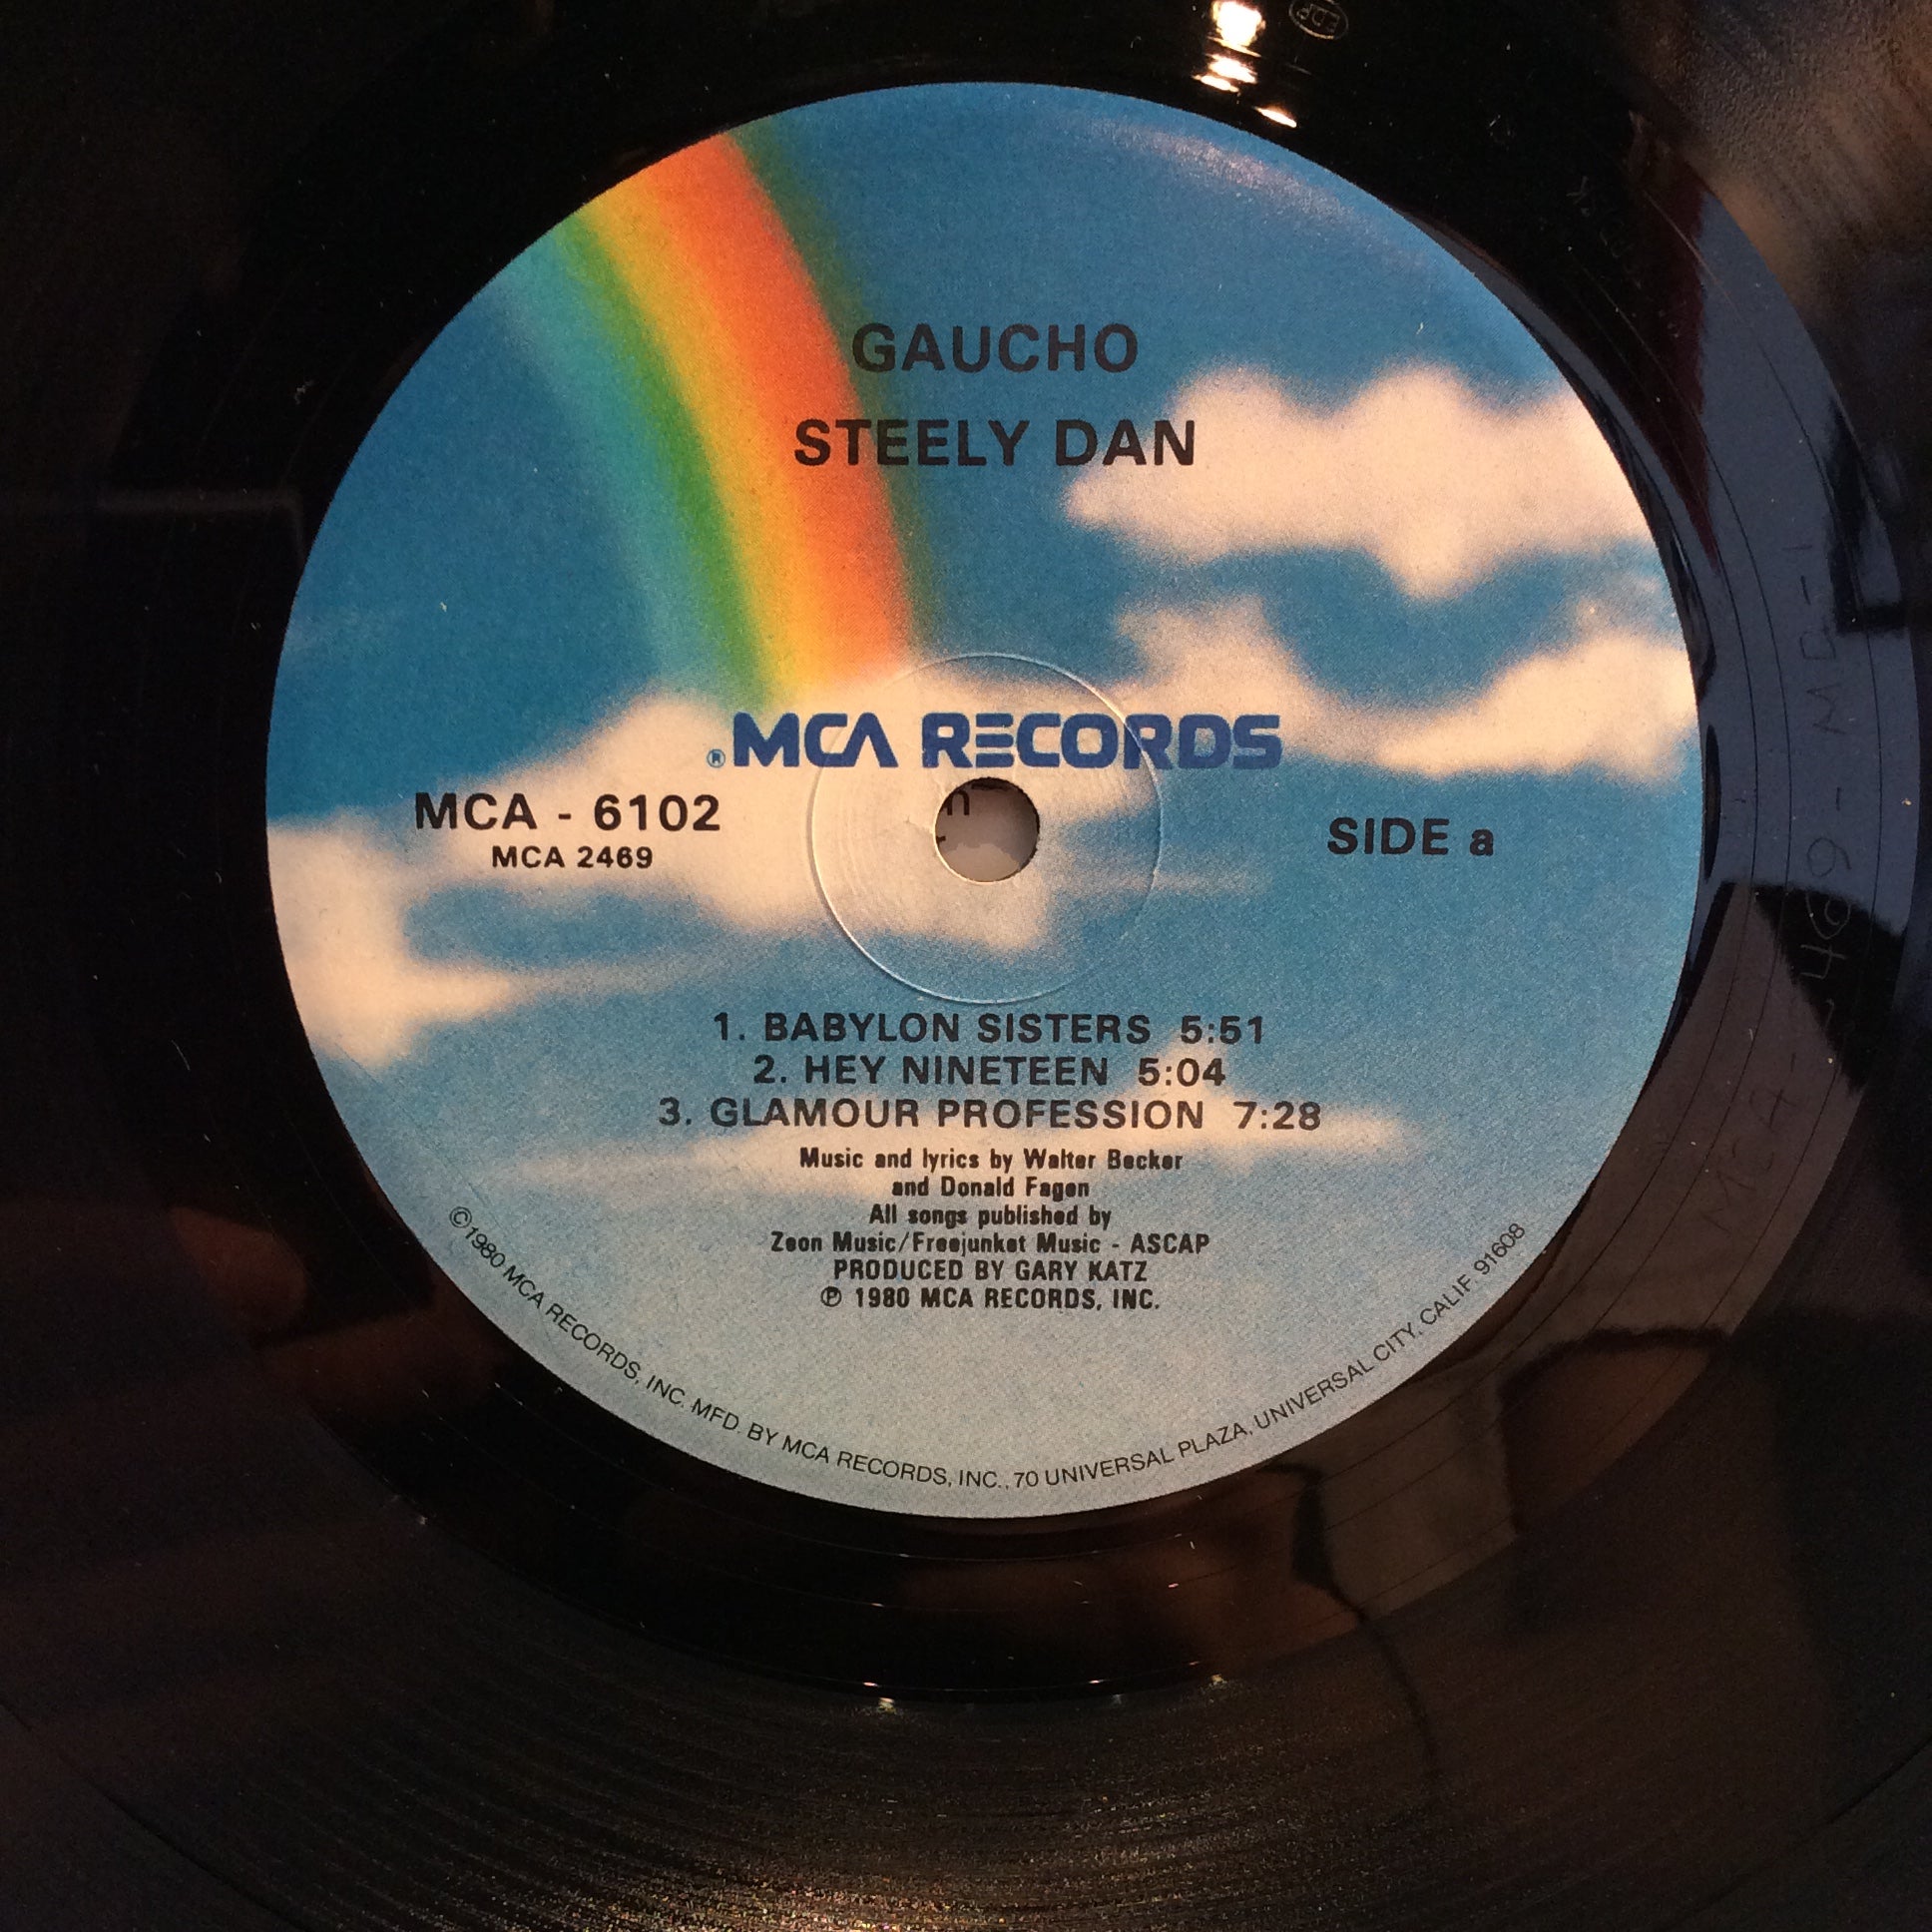 GAUCHO
STEELY DAN
® MCA RECORDS
MCA - 6102
MCA 2469
SIDE a
1. BABYLON SISTERS 5:51
2. HEY NINETEEN 5:04
3. GLAMOUR PROFESSION 7:28
Music and lyrics by Walter Becker
and Donald Fagen
All songs published by
Zeon Music/Freejunket Music - ASCAP
PRODUCED BY GARY KATZ
℗ 1980 MCA RECORDS, INC.
©1980 MCA RECORDS, INC. MFD. BY MCA RECORDS, INC., 70 UNIVERSAL PLAZA, UNIVERSAL CITY, CALIF. 91608